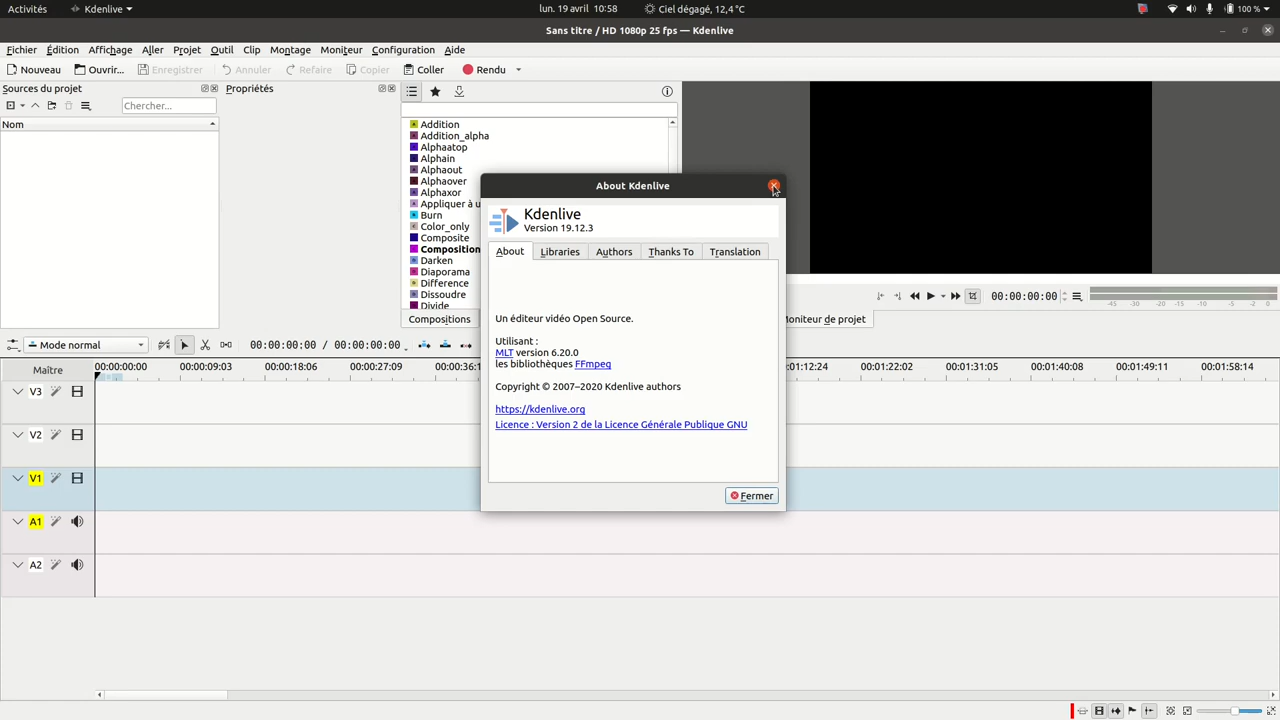 Activités
Kdenlive
lun. 19 avril 10:58
Ciel dégagé, 12,4 °C
100 %
Sans titre / HD 1080p 25 fps — Kdenlive
Fichier Édition Affichage Aller Projet Outil Clip Montage Moniteur Configuration Aide
Nouveau Ouvrir... Enregistrer Annuler Refaire Copier Coller Rendu
Sources du projet
Propriétés
Chercher...
Nom
Addition
Addition_alpha
Alphaatop
Alphain
Alphaout
Alphaover
Alphaxor
Appliquer à u
Burn
Color_only
Composite
Composition
Darken
Diaporama
Difference
Dissoudre
Divide
Compositions
About Kdenlive
Kdenlive
Version 19.12.3
About Libraries Authors Thanks To Translation
Un éditeur vidéo Open Source.
Utilisant :
MLT version 6.20.0
les bibliothèques FFmpeg
Copyright © 2007–2020 Kdenlive authors
https://kdenlive.org
Licence : Version 2 de la Licence Générale Publique GNU
Fermer
00:00:00:00
-45 -30 -20 -15 -10 -5 -2 0
Moniteur de projet
Mode normal
00:00:00:00 / 00:00:00:00
Maître
00:00:00:00 00:00:09:03 00:00:18:06 00:00:27:09 00:00:36:1 :01:12:24 00:01:22:02 00:01:31:05 00:01:40:08 00:01:49:11 00:01:58:14
V3
V2
V1
A1
A2